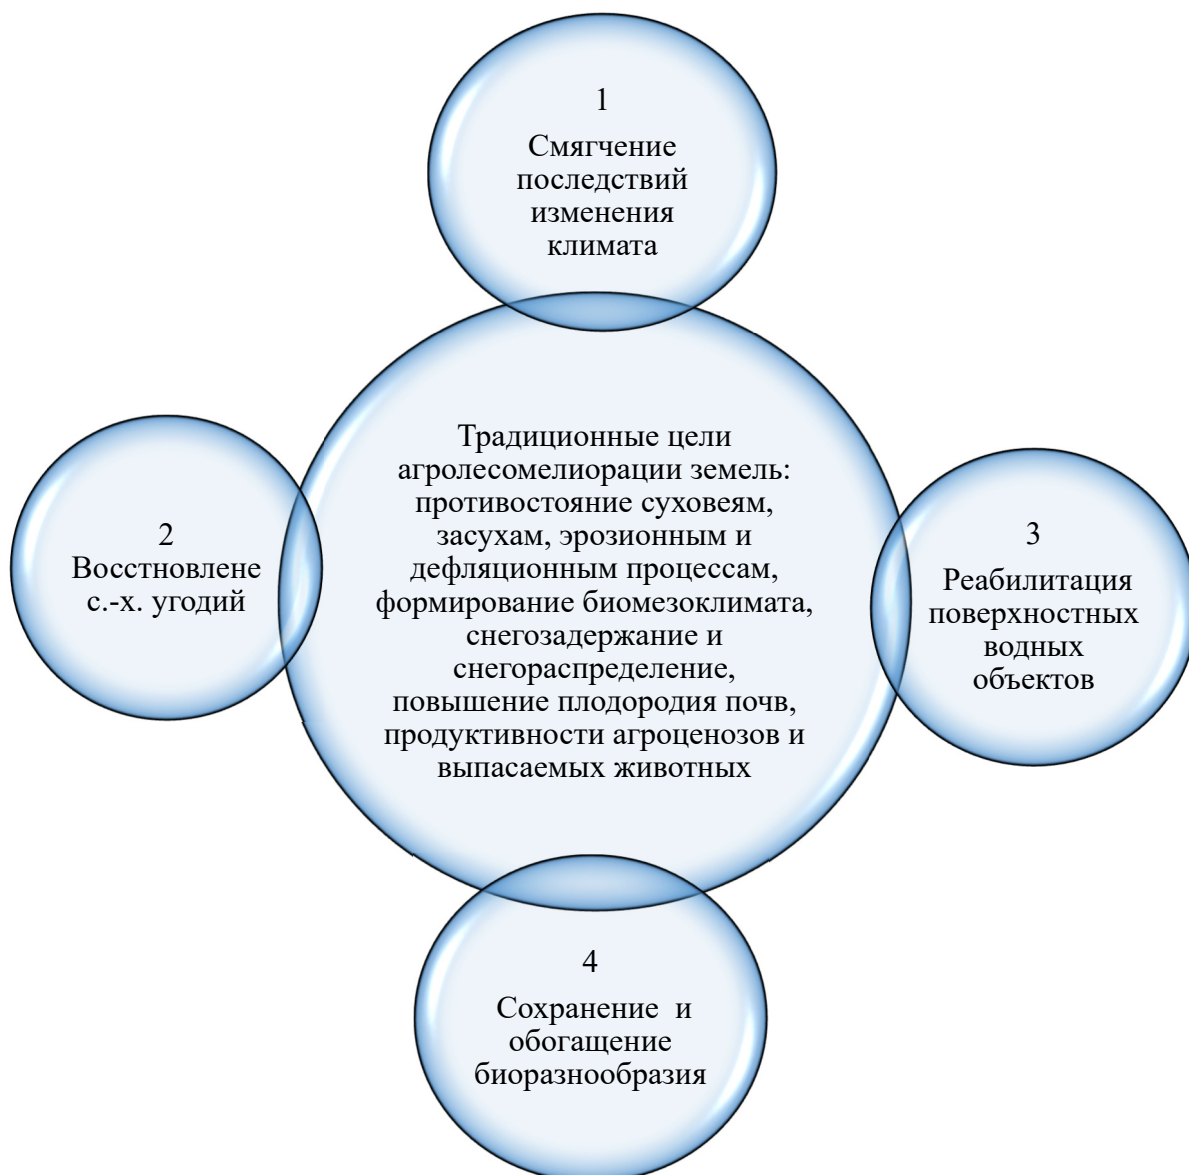 1
Смягчение
последствий
изменения
климата
Традиционные цели
агролесомелиорации земель:
противостояние суховеям,
засухам, эрозионным и
дефляционным процессам,
формирование биомезоклимата,
снегозадержание и
снегораспределение,
повышение плодородия почв,
продуктивности агроценозов и
выпасаемых животных
2
Восстновлене
с.-х. угодий
3
Реабилитация
поверхностных
водных
объектов
4
Сохранение и
обогащение
биоразнообразия